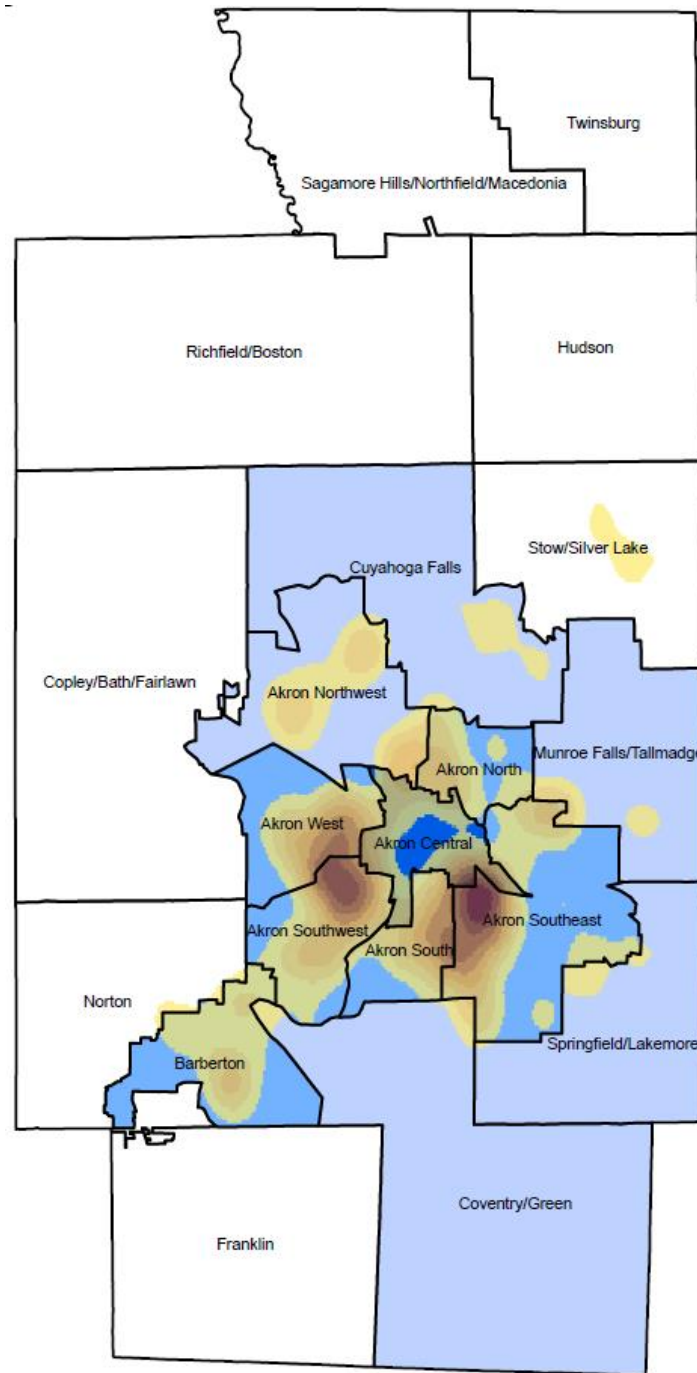 Twinsburg
Sagamore Hills/Northfield/Macedonia
Richfield/Boston
Hudson
Stow/Silver Lake
Cuyahoga Falls
Copley/Bath/Fairlawn
Akron Northwest
Munroe Falls/Tallmadge
Akron North
Akron West
Akron Central
Akron Southeast
Akron Southwest
Akron South
Norton
Springfield/Lakemore
Barberton
Coventry/Green
Franklin